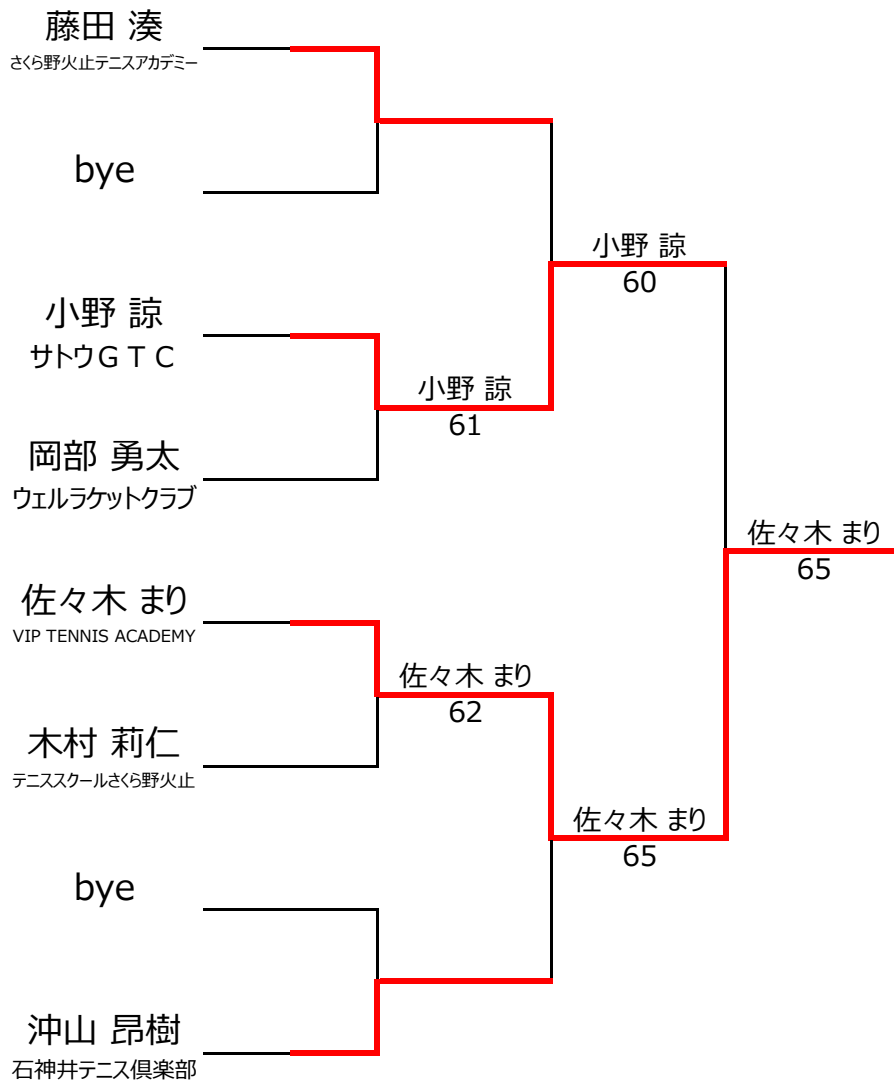 藤田 湊
さくら野火止テニスアカデミー
bye
小野 諒
60
小野 諒
サトウＧＴＣ
小野 諒
61
岡部 勇太
ウェルラケットクラブ
佐々木 まり
65
佐々木 まり
VIP TENNIS ACADEMY
佐々木 まり
62
木村 莉仁
テニススクールさくら野火止
佐々木 まり
65
bye
沖山 昂樹
石神井テニス倶楽部